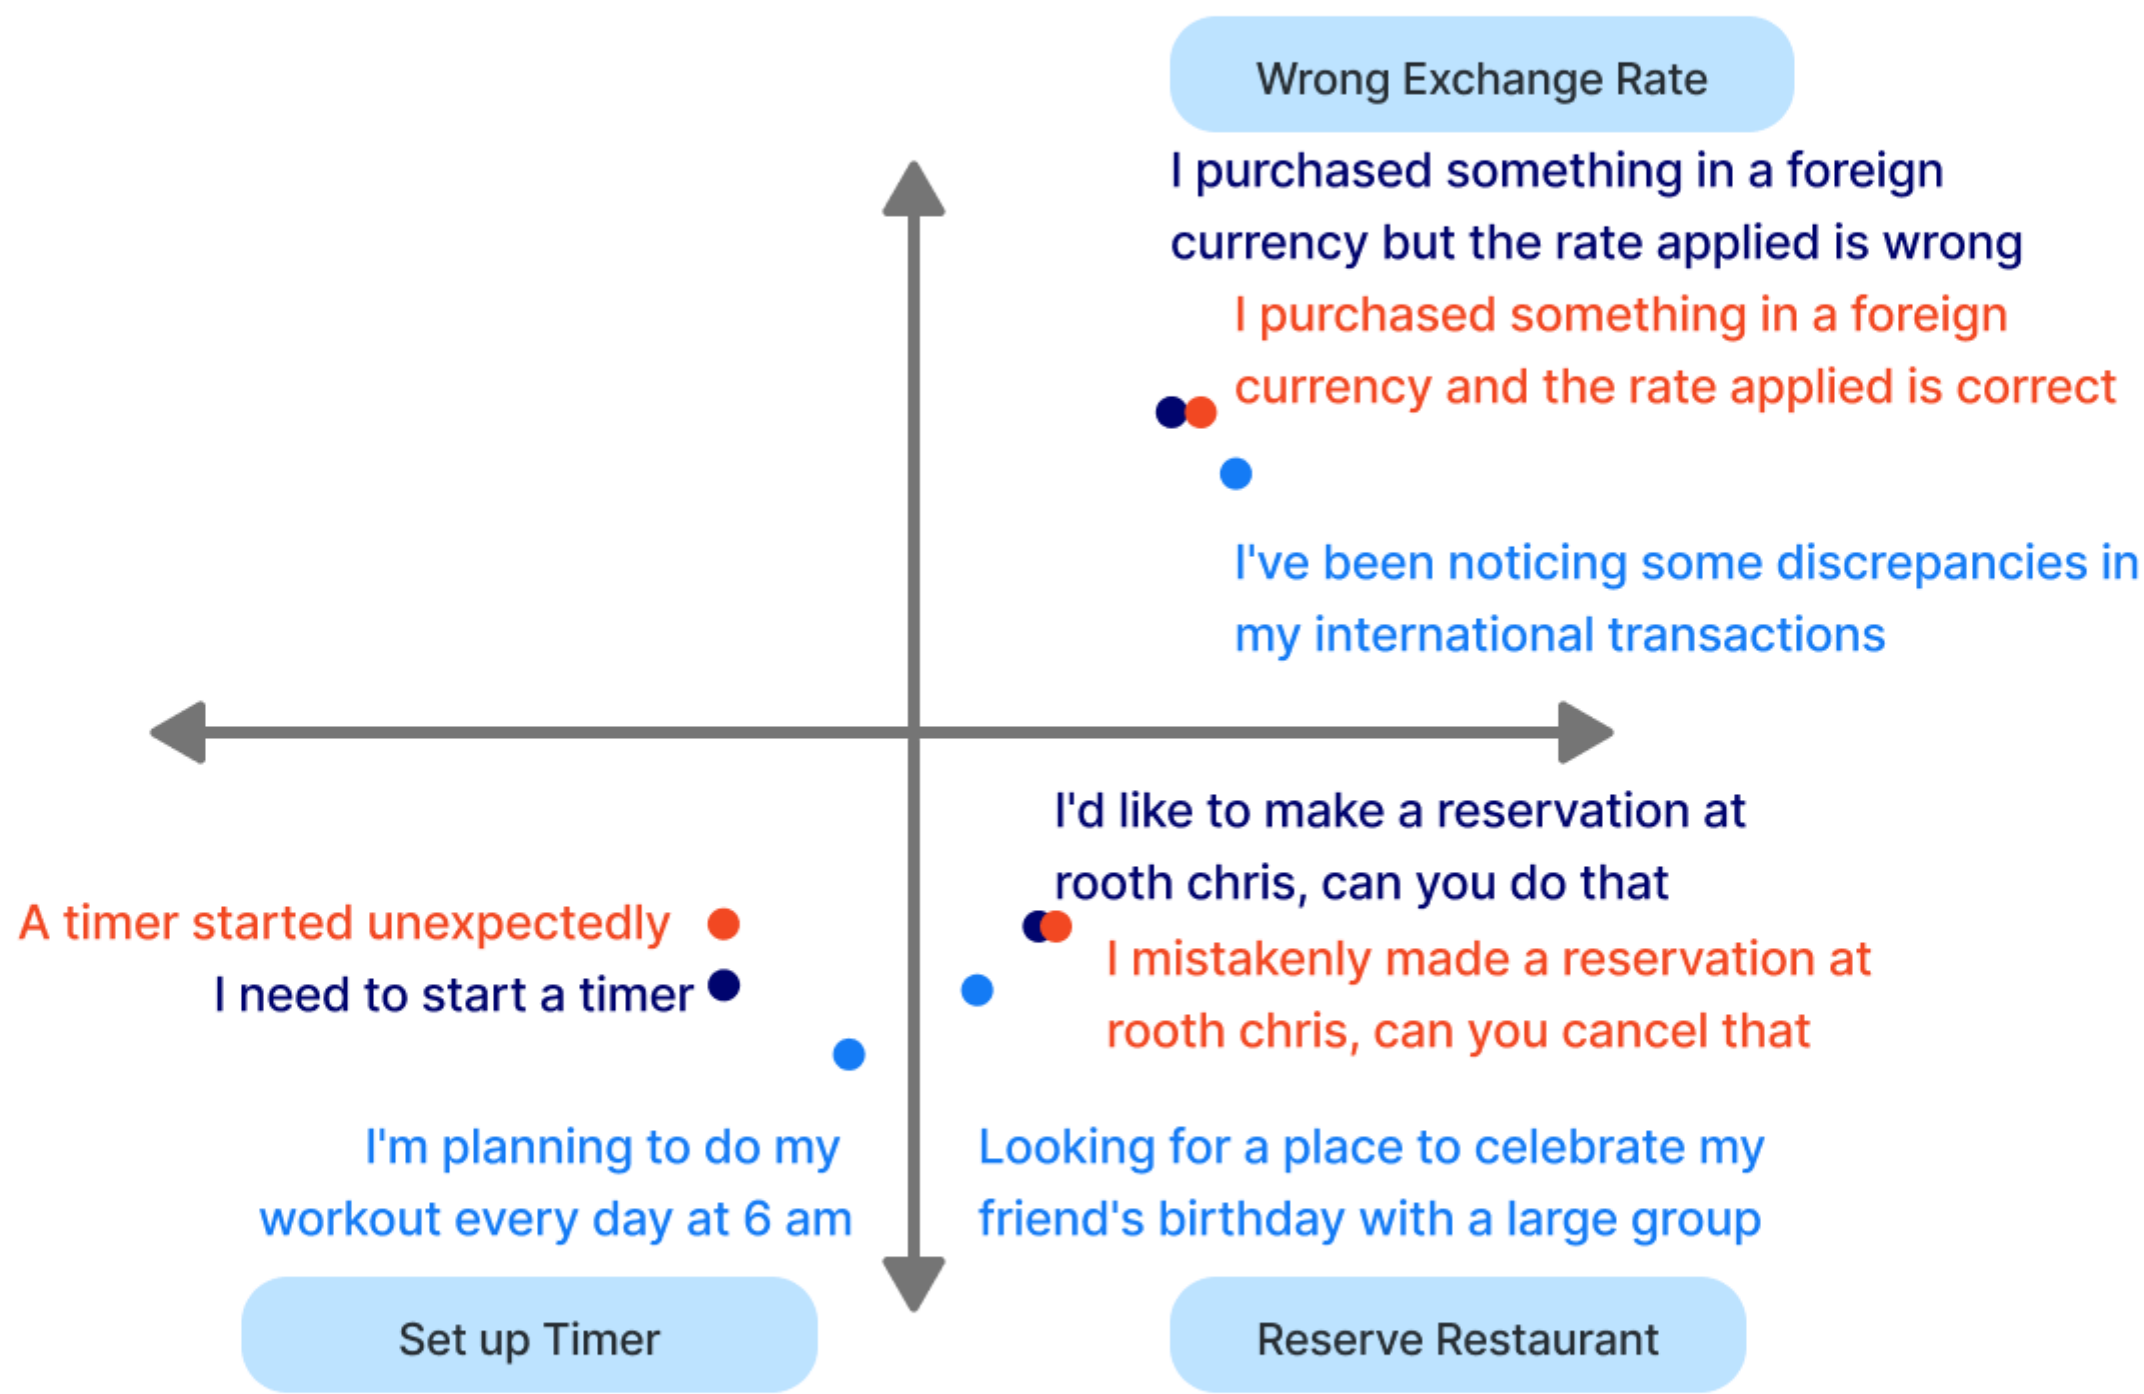 Wrong Exchange Rate
I purchased something in a foreign
currency but the rate applied is wrong
I purchased something in a foreign
currency and the rate applied is correct
I've been noticing some discrepancies in
my international transactions
I'd like to make a reservation at
rooth chris, can you do that
I mistakenly made a reservation at
rooth chris, can you cancel that
A timer started unexpectedly
I need to start a timer
I'm planning to do my
workout every day at 6 am
Looking for a place to celebrate my
friend's birthday with a large group
Set up Timer
Reserve Restaurant